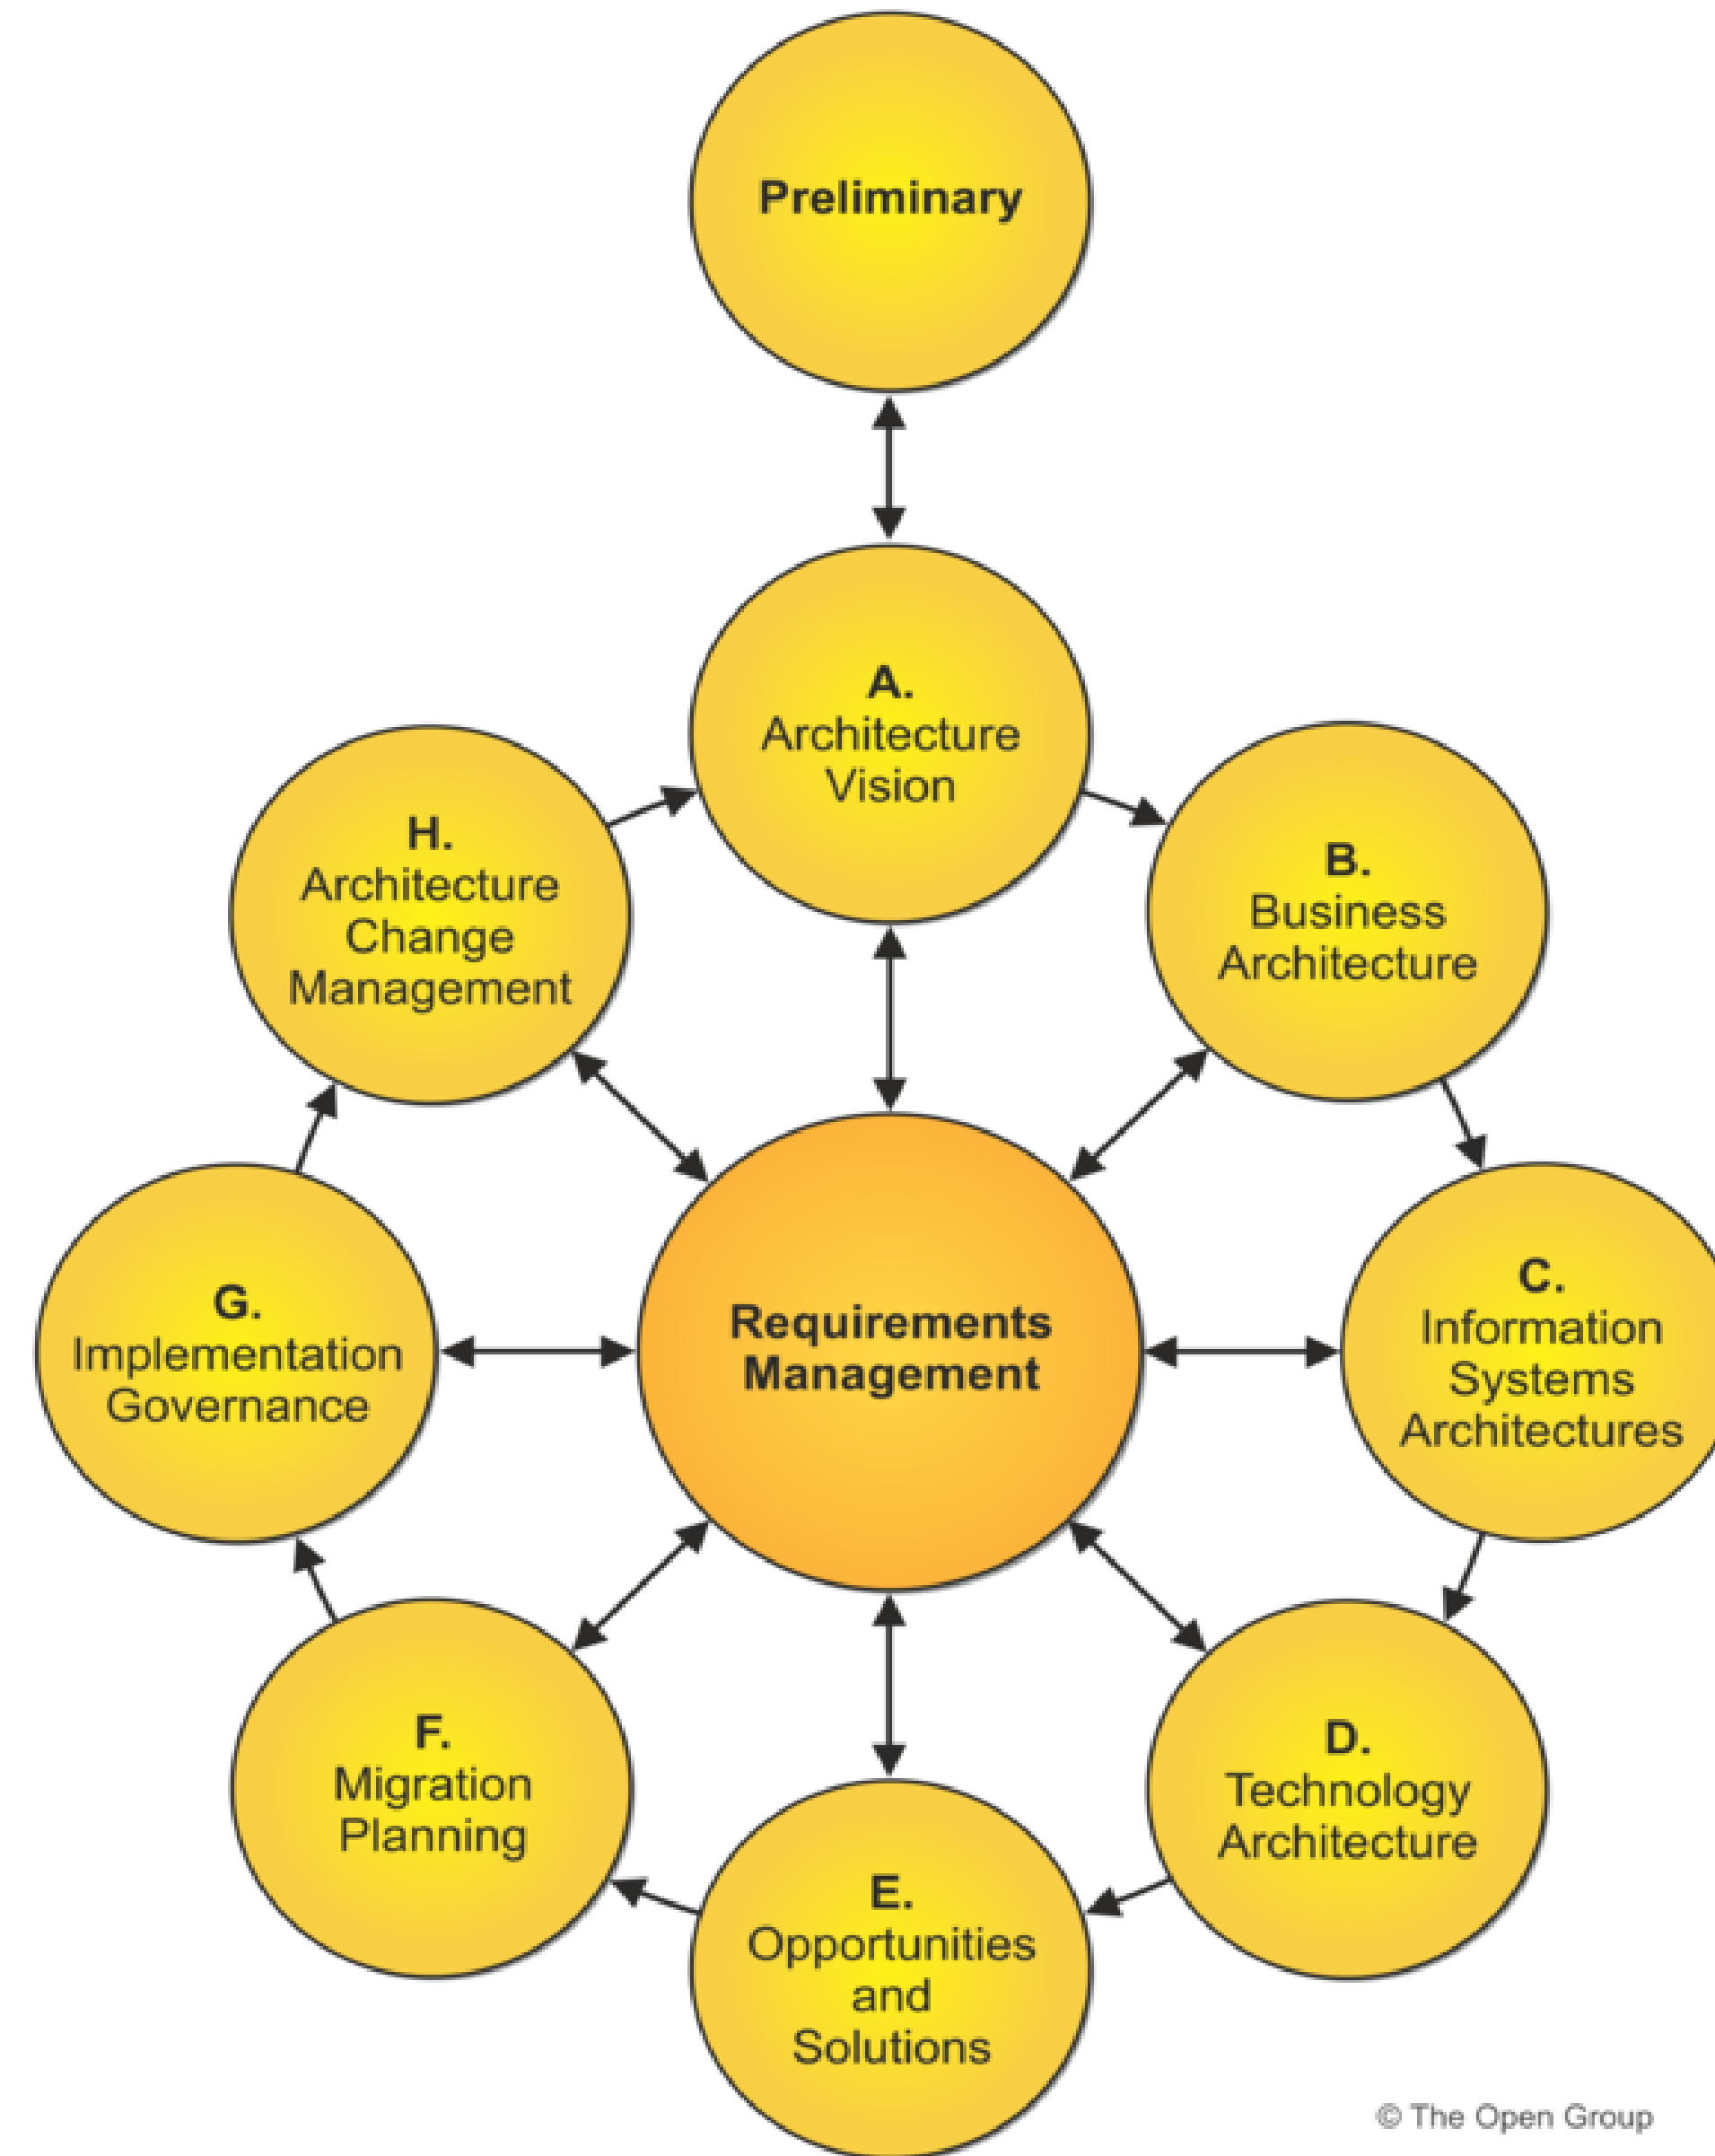 Preliminary
A.
Architecture
Vision
B.
Business
Architecture
C.
Information
Systems
Architectures
D.
Technology
Architecture
E.
Opportunities
and
Solutions
F.
Migration
Planning
G.
Implementation
Governance
H.
Architecture
Change
Management
Requirements
Management
© The Open Group